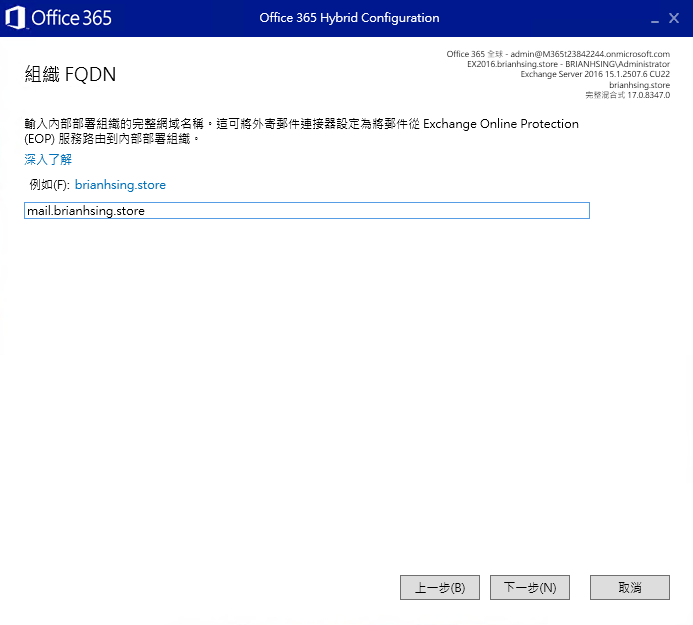 Office 365
Office 365 Hybrid Configuration
Office 365 全球 - admin@M365t23842244.onmicrosoft.com
EX2016.brianhsing.store - BRIANHSING\Administrator
Exchange Server 2016 15.1.2507.6 CU22
brianhsing.store
完整混合式 17.0.8347.0
組織 FQDN
輸入內部部署組織的完整網域名稱。這可將外寄郵件連接器設定為將郵件從 Exchange Online Protection
(EOP) 服務路由到內部部署組織。
深入了解
例如(F): brianhsing.store
mail.brianhsing.store
上一步(B) 下一步(N) 取消